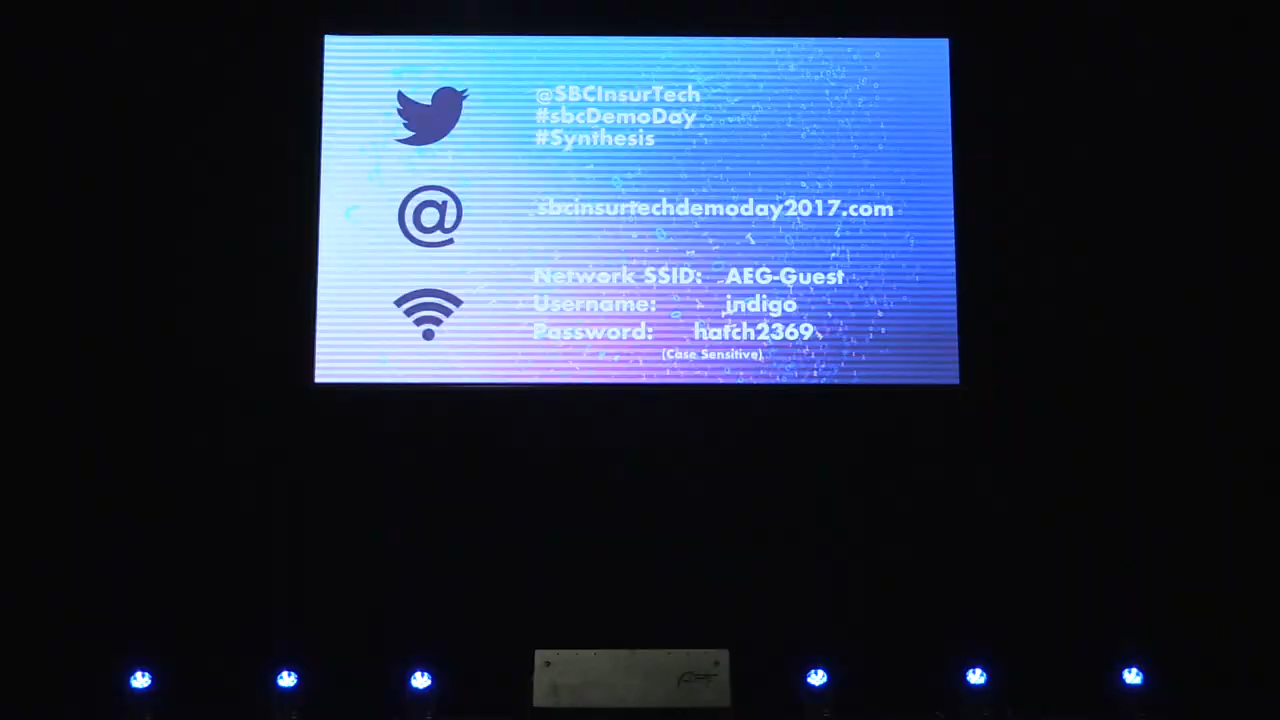 @SBCInsurTech
#sbcDemoDay
#Synthesis
@
sbcinsurtechdemoday2017.com
Network SSID: AEG-Guest
Username: indigo
Password: hatch2369
(Case Sensitive)